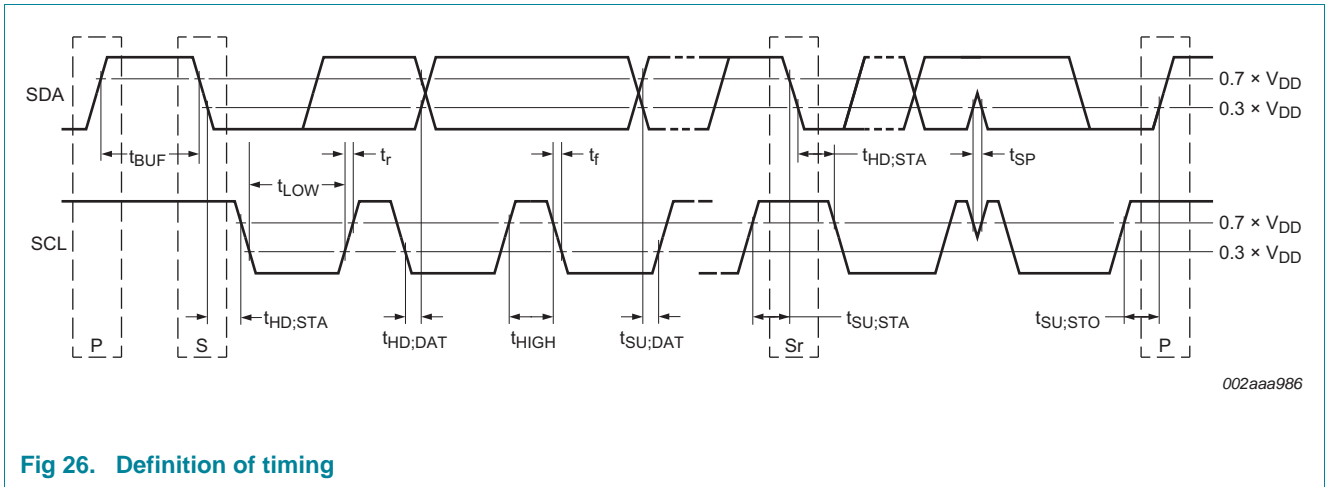 SDA
0.7 × VDD
0.3 × VDD
tBUF
tr
tf
tHD;STA
tSP
tLOW
SCL
0.7 × VDD
0.3 × VDD
tHD;STA
tHD;DAT
tHIGH
tSU;DAT
tSU;STA
tSU;STO
P
S
Sr
P
002aaa986
Fig 26. Definition of timing